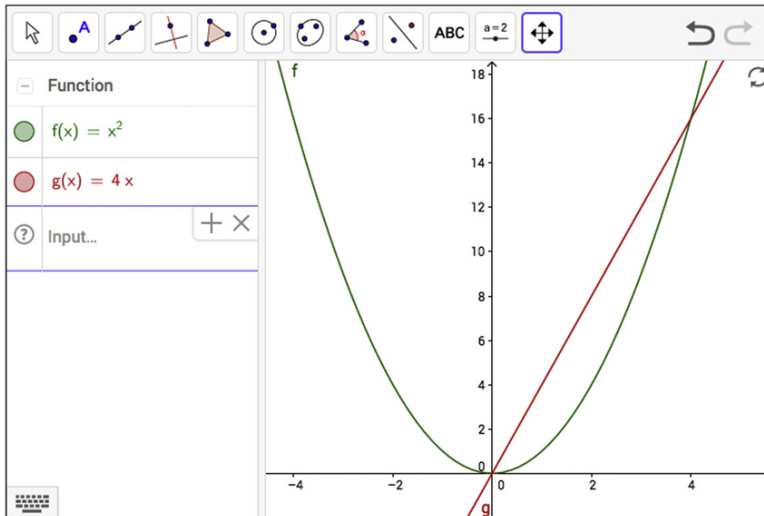 A
α
ABC
a=2
Function
f(x) = x²
g(x) = 4 x
Input...
f
18
16
14
12
10
8
6
4
2
0
-4
-2
0
2
4
g